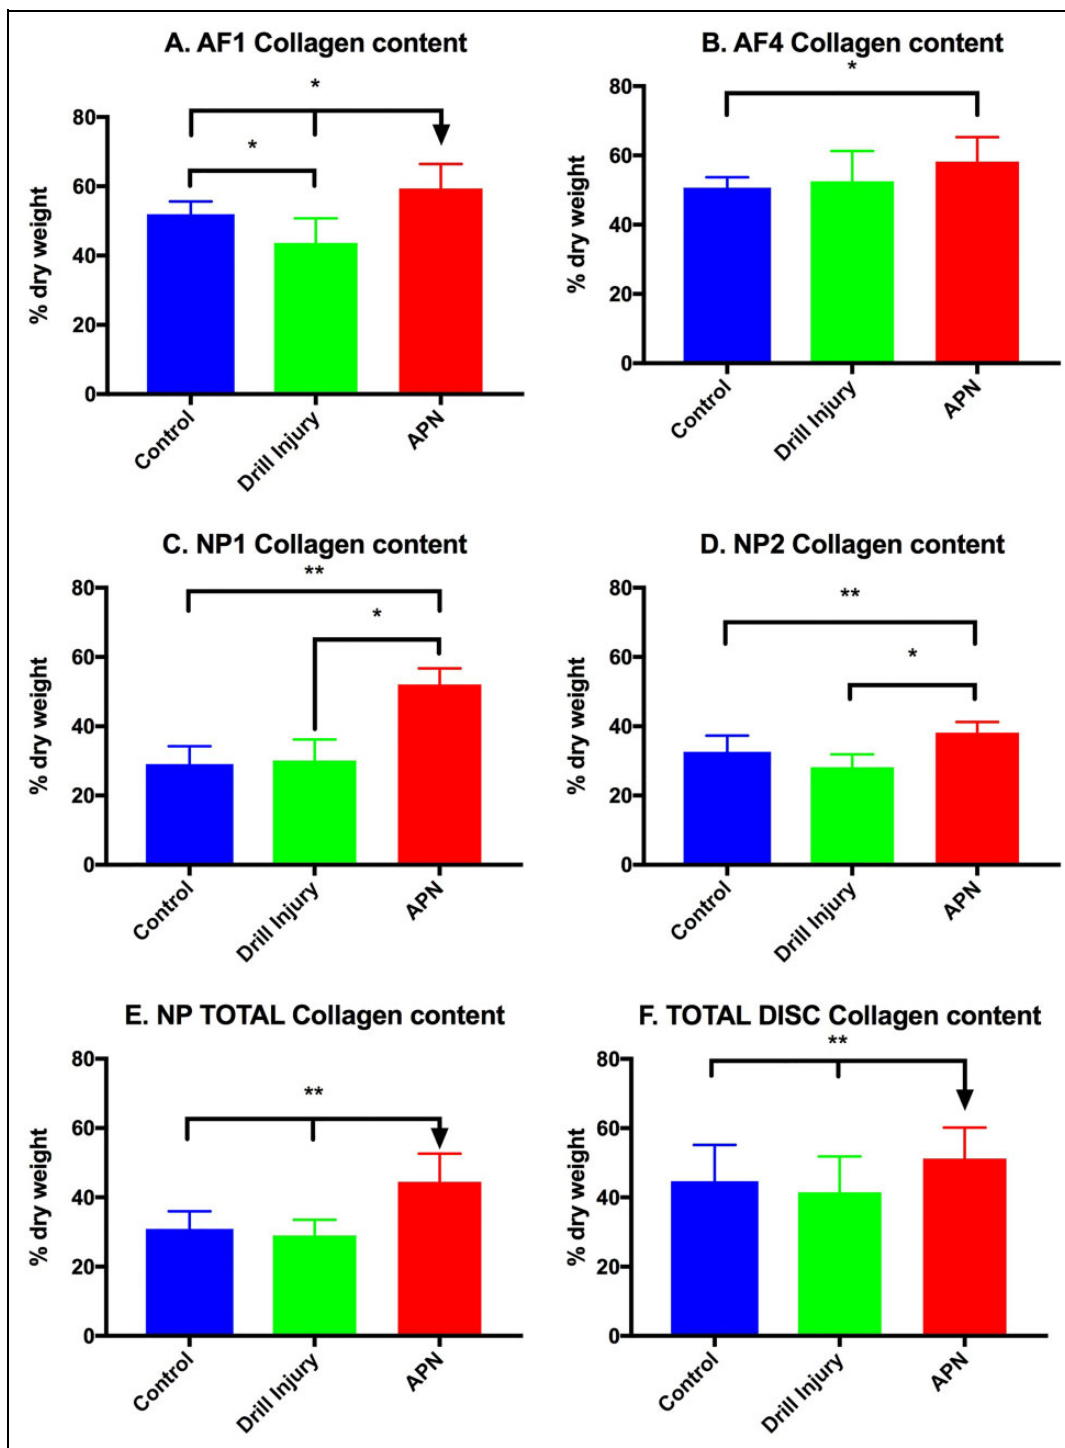 A. AF1 Collagen content
*
*
% dry weight
80
60
40
20
0
Control
Drill Injury
APN
B. AF4 Collagen content
*
% dry weight
80
60
40
20
0
Control
Drill Injury
APN
C. NP1 Collagen content
**
*
% dry weight
80
60
40
20
0
Control
Drill Injury
APN
D. NP2 Collagen content
**
*
% dry weight
80
60
40
20
0
Control
Drill Injury
APN
E. NP TOTAL Collagen content
**
% dry weight
80
60
40
20
0
Control
Drill Injury
APN
F. TOTAL DISC Collagen content
**
% dry weight
80
60
40
20
0
Control
Drill Injury
APN